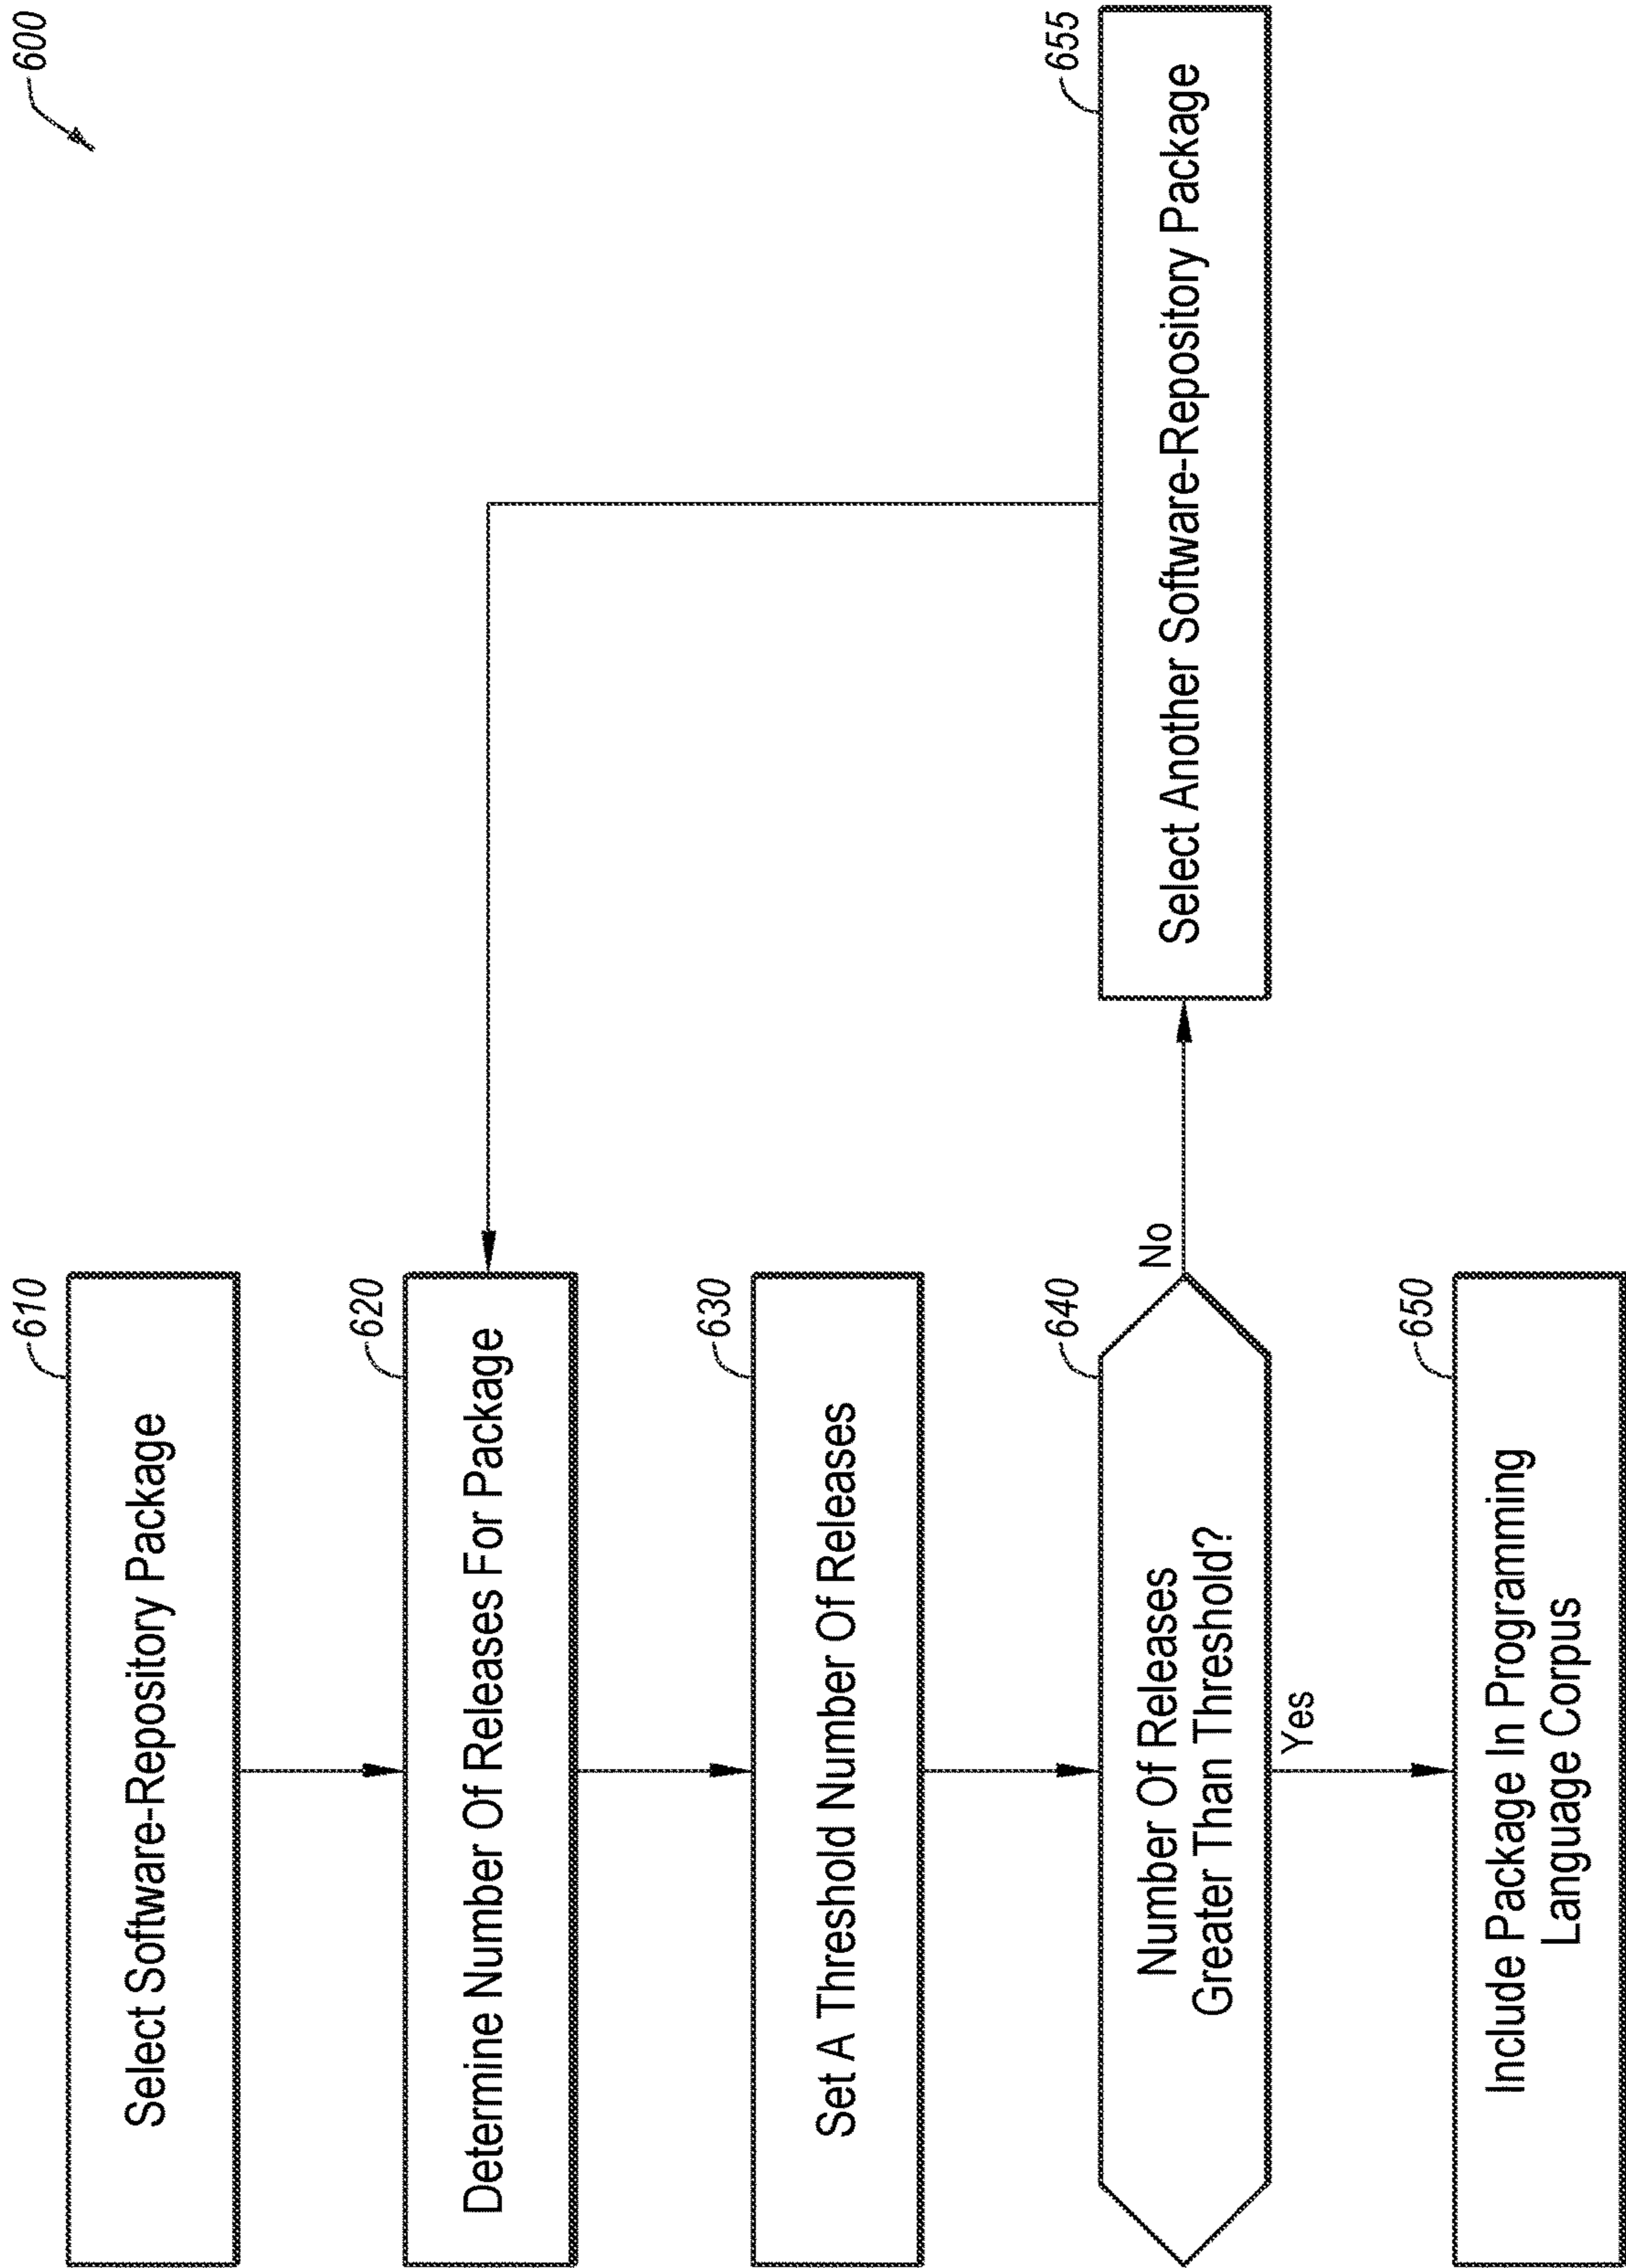 600
610
Select Software-Repository Package
620
Determine Number Of Releases For Package
630
Set A Threshold Number Of Releases
640
Number Of Releases
Greater Than Threshold?
No
655
Select Another Software-Repository Package
Yes
650
Include Package In Programming
Language Corpus